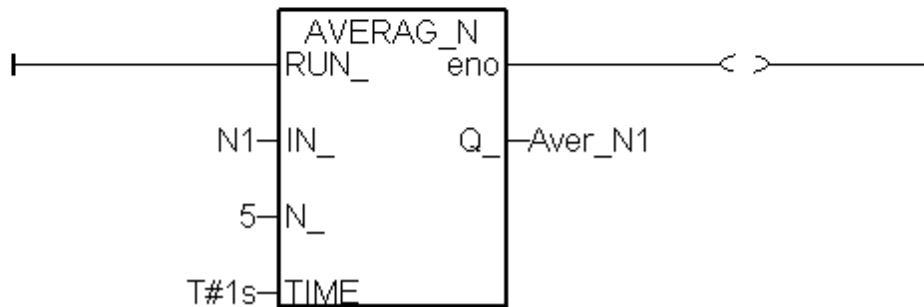 AVERAG_N
RUN_ eno
N1 IN_ Q_ Aver_N1
5 N_
T#1s TIME